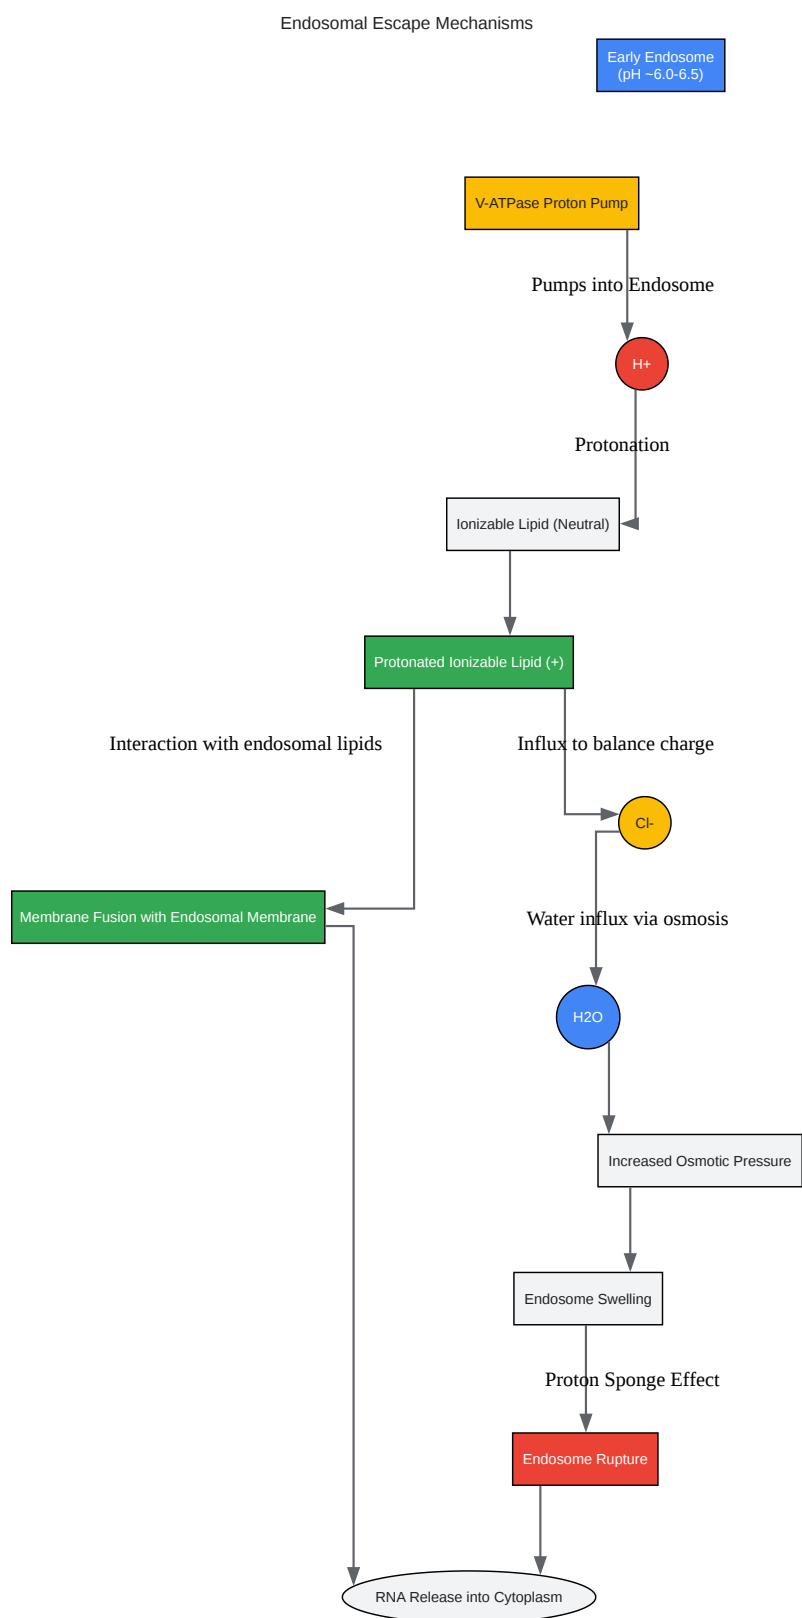 Endosomal Escape Mechanisms
Early Endosome
(pH ~6.0-6.5)
V-ATPase Proton Pump
Pumps into Endosome
H+
Protonation
Ionizable Lipid (Neutral)
Protonated Ionizable Lipid (+)
Interaction with endosomal lipids
Influx to balance charge
Cl-
Membrane Fusion with Endosomal Membrane
Water influx via osmosis
H2O
Increased Osmotic Pressure
Endosome Swelling
Proton Sponge Effect
Endosome Rupture
RNA Release into Cytoplasm